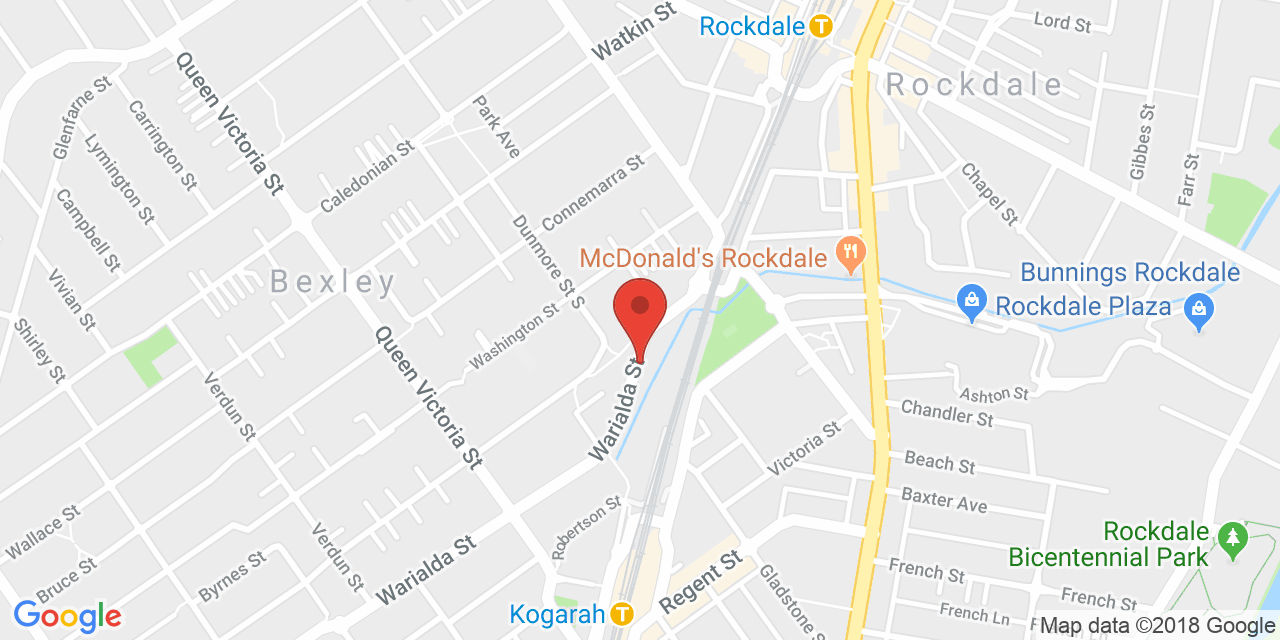 Lord St
Watkin St
Rockdale
T
Rockdale
Queen Victoria St
Glenfarne St
Carrington St
Park Ave
Gibbes St
Lymington St
Caledonian St
Connemarra St
Chapel St
Farr St
Campbell St
Dunmore St S
McDonald's Rockdale
Bexley
Bunnings Rockdale
Vivian St
Rockdale Plaza
Shirley St
Washington St
Queen Victoria St
Warialda St
Ashton St
Verdun St
Chandler St
Victoria St
Beach St
Baxter Ave
Wallace St
Robertson St
Rockdale
Bicentennial Park
Verdun St
Bruce St
Byrnes St
Warialda St
Regent St
Gladstone St
French St
French St
French Ln
Kogarah
T
Google
Map data ©2018 Google